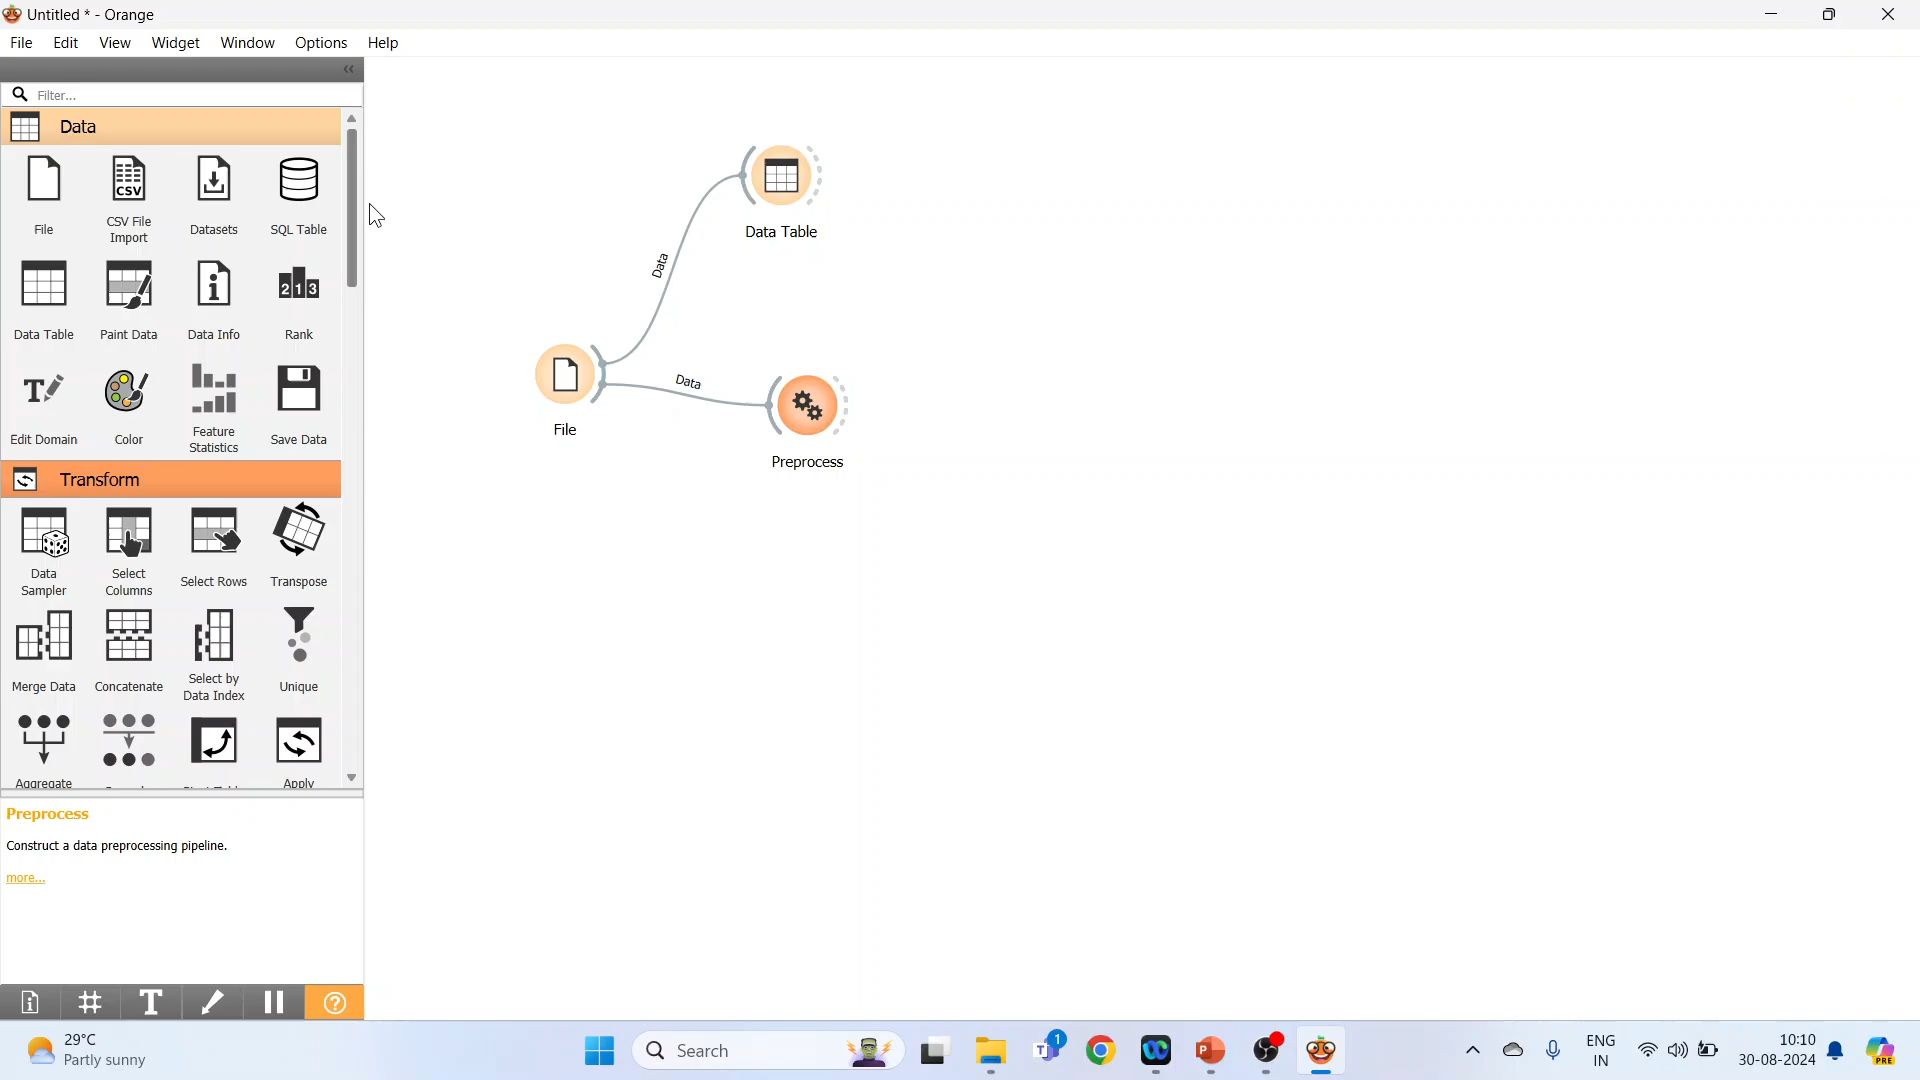 Untitled * - Orange
File Edit View Widget Window Options Help
Filter...
Data
File
CSV File
Import
Datasets
SQL Table
Data Table
Paint Data
Data Info
213
Rank
Edit Domain
Color
Feature
Statistics
Save Data
Transform
Data
Sampler
Select
Columns
Select Rows
Transpose
Merge Data
Concatenate
Select by
Data Index
Unique
Aggregate
Apply
Preprocess
Construct a data preprocessing pipeline.
more...
Data Table
Data
Data
File
Preprocess
29°C
Partly sunny
Search
1
ENG
IN
10:10
30-08-2024
PRE